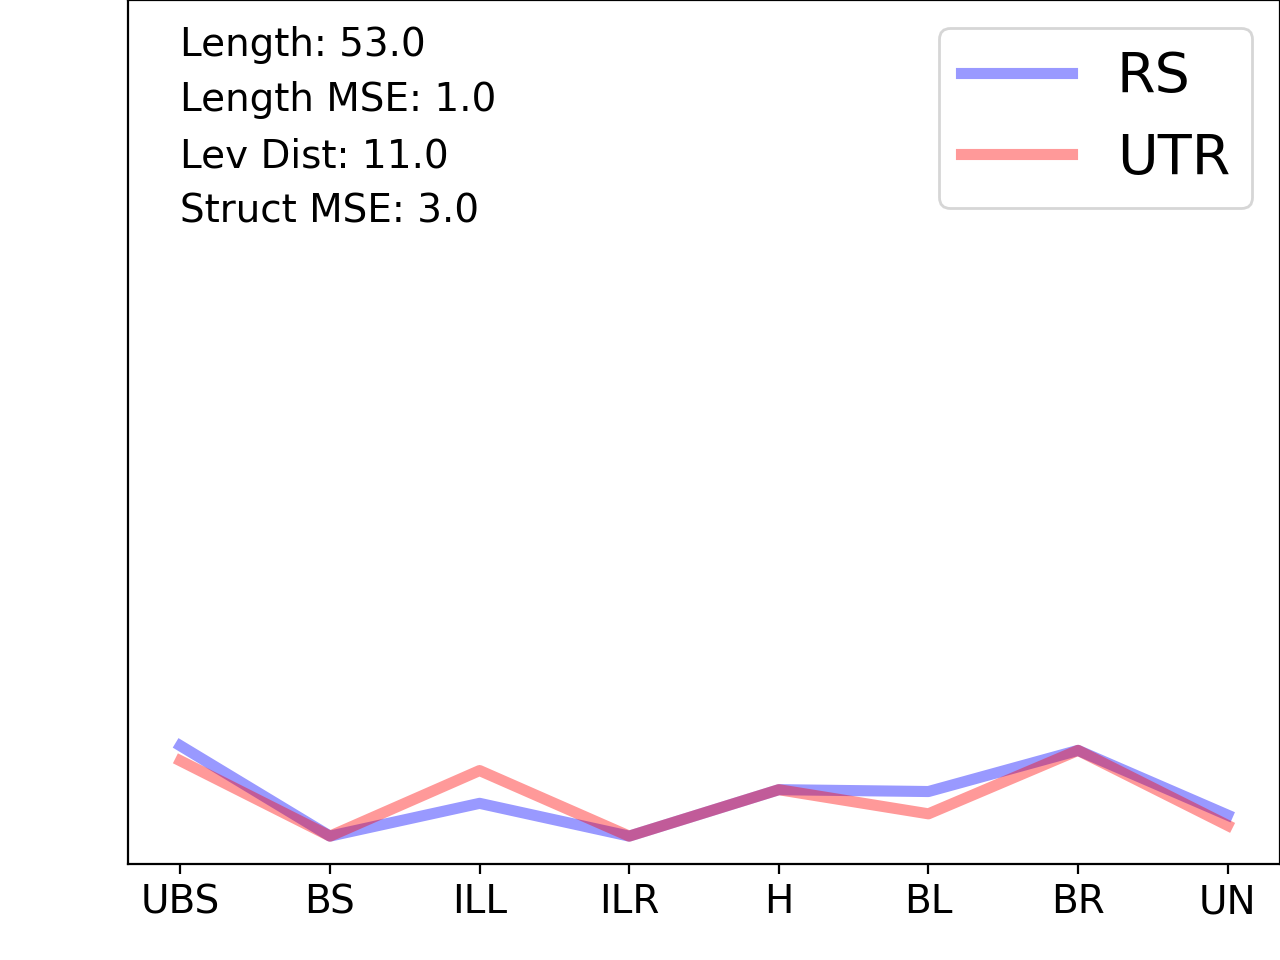 Length: 53.0
Length MSE: 1.0
Lev Dist: 11.0
Struct MSE: 3.0
RS
UTR
UBS BS ILL ILR H BL BR UN